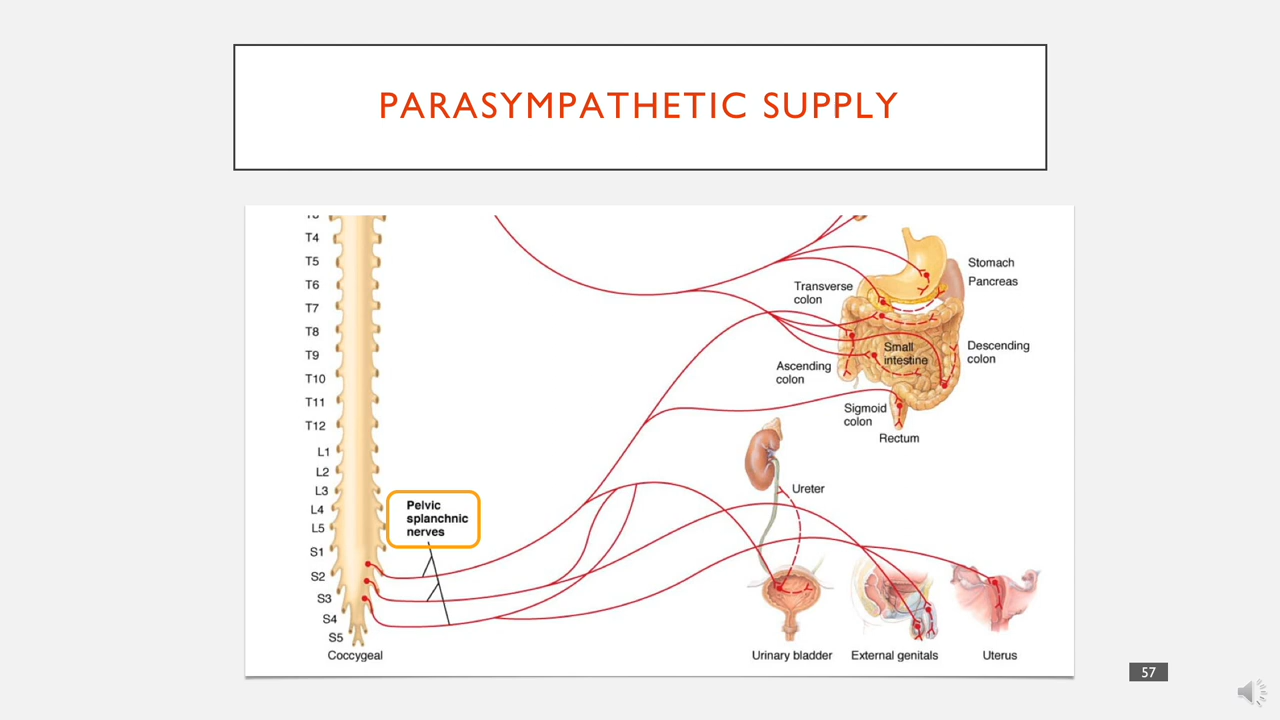 PARASYMPATHETIC SUPPLY
T4
T5
T6
T7
T8
T9
T10
T11
T12
L1
L2
L3
L4
L5
S1
S2
S3
S4
S5
Coccygeal
Pelvic
splanchnic
nerves
Stomach
Pancreas
Transverse
colon
Small
intestine
Descending
colon
Ascending
colon
Sigmoid
colon
Rectum
Ureter
Urinary bladder
External genitals
Uterus
57